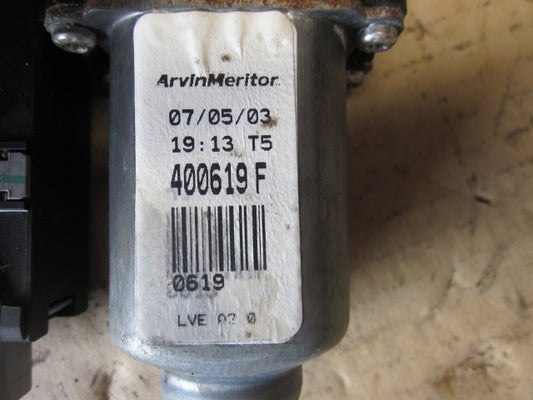 ArvinMeritor
07/05/03
19:13 T5
400619 F
0619
LVE A2 0